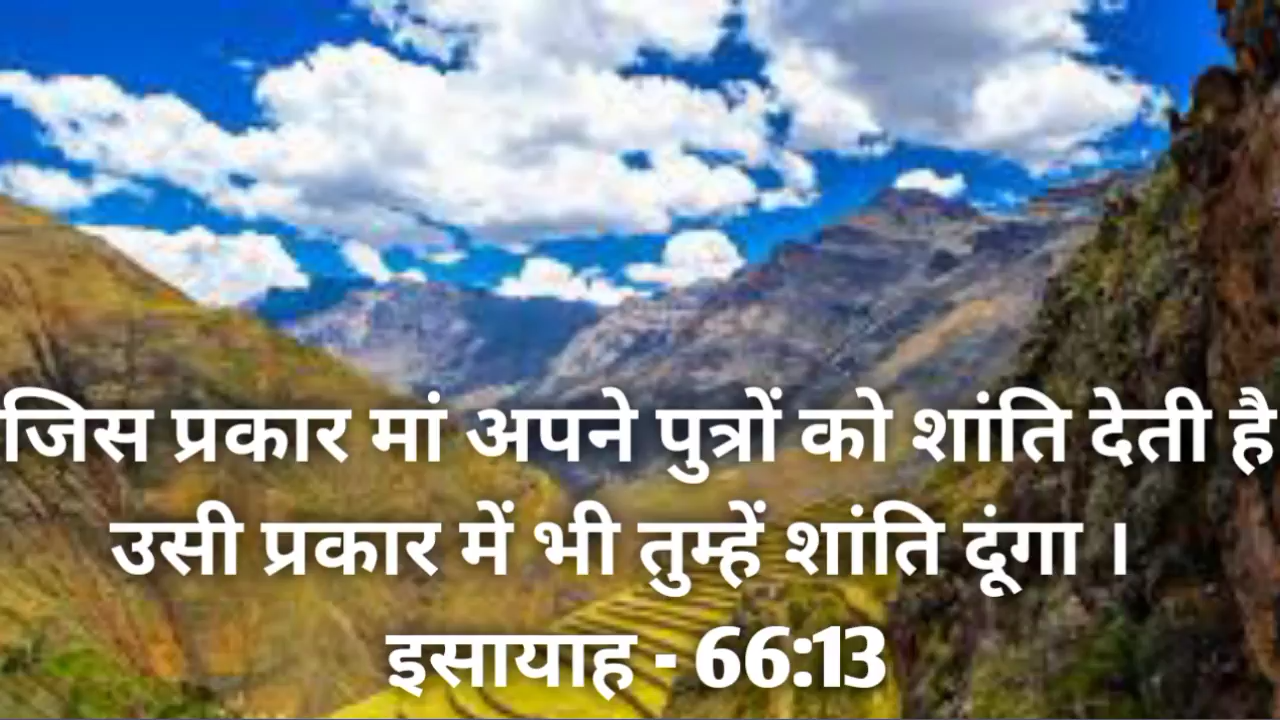 जिस प्रकार मां अपने पुत्रों को शांति देती है
उसी प्रकार में भी तुम्हें शांति दूंगा ।
इसायाह - 66:13